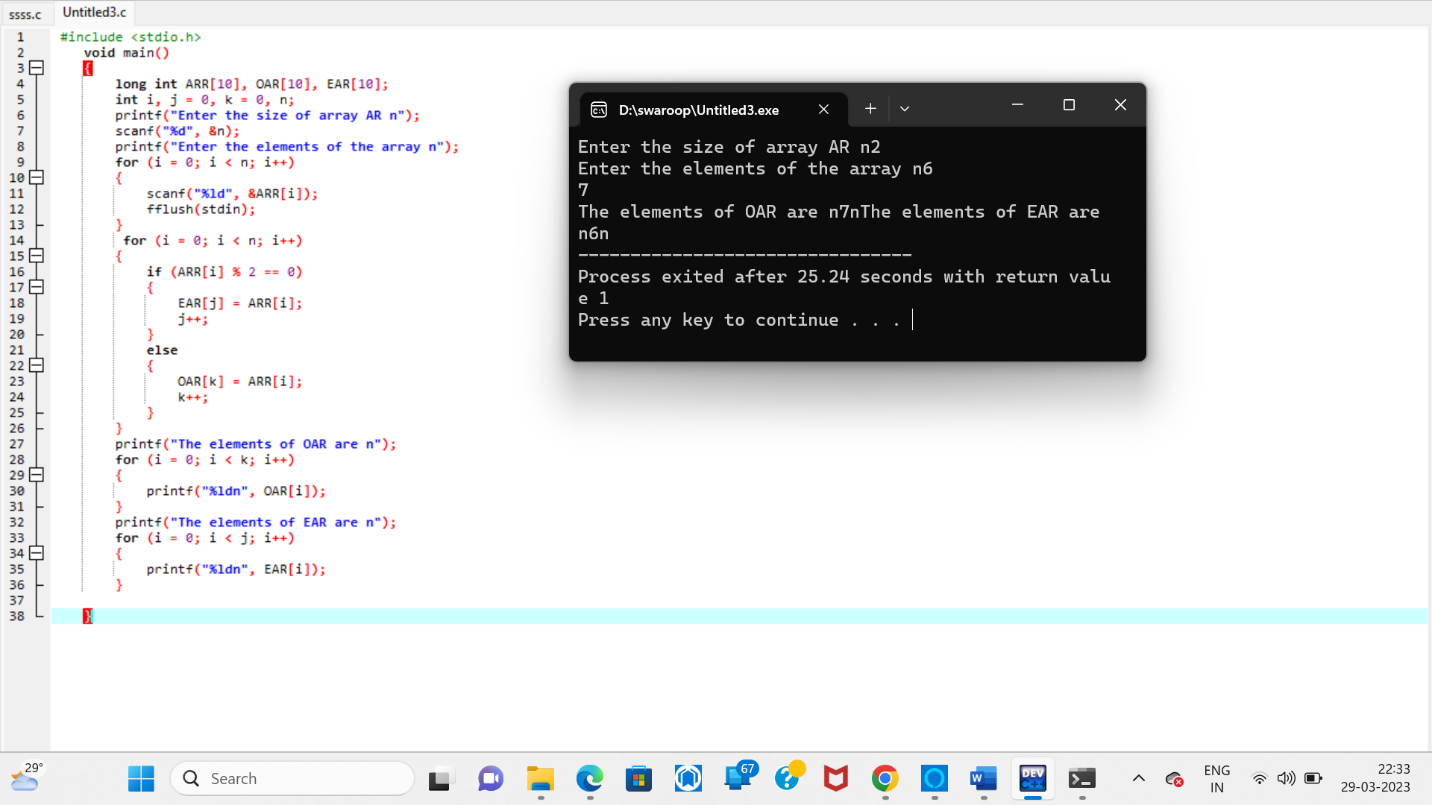 ssss.c Untitled3.c
1 #include <stdio.h>
2 void main()
3 {
4 long int ARR[10], OAR[10], EAR[10];
5 int i, j = 0, k = 0, n;
6 printf("Enter the size of array AR n");
7 scanf("%d", &n);
8 printf("Enter the elements of the array n");
9 for (i = 0; i < n; i++)
10 {
11 scanf("%ld", &ARR[i]);
12 fflush(stdin);
13 }
14 for (i = 0; i < n; i++)
15 {
16 if (ARR[i] % 2 == 0)
17 {
18 EAR[j] = ARR[i];
19 j++;
20 }
21 else
22 {
23 OAR[k] = ARR[i];
24 k++;
25 }
26 }
27 printf("The elements of OAR are n");
28 for (i = 0; i < k; i++)
29 {
30 printf("%ldn", OAR[i]);
31 }
32 printf("The elements of EAR are n");
33 for (i = 0; i < j; i++)
34 {
35 printf("%ldn", EAR[i]);
36 }
37
38 }
D:\swaroop\Untitled3.exe
Enter the size of array AR n2
Enter the elements of the array n6
7
The elements of OAR are n7nThe elements of EAR are
n6n
--------------------------------
Process exited after 25.24 seconds with return valu
e 1
Press any key to continue . . .
29°
Search
67
DEV
ENG
IN
22:33
29-03-2023